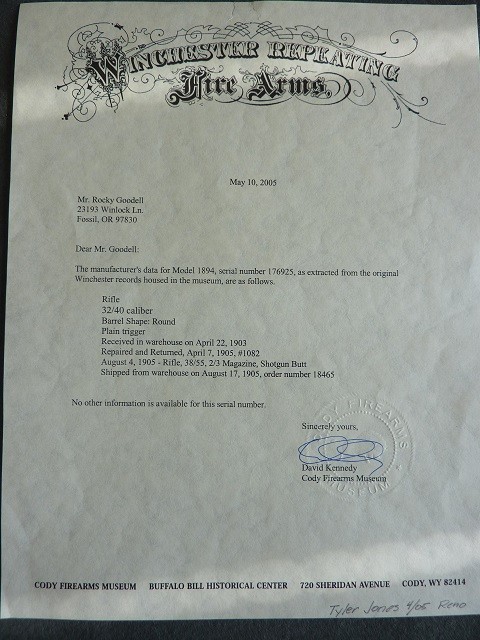 WINCHESTER REPEATING
Fire Arms.
May 10, 2005
Mr. Rocky Goodell
23193 Winlock Ln.
Fossil, OR 97830
Dear Mr. Goodell:
The manufacturer's data for Model 1894, serial number 176925, as extracted from the original
Winchester records housed in the museum, are as follows.
Rifle
32/40 caliber
Barrel Shape: Round
Plain trigger
Received in warehouse on April 22, 1903
Repaired and Returned, April 7, 1905, #1082
August 4, 1905 - Rifle, 38/55, 2/3 Magazine, Shotgun Butt
Shipped from warehouse on August 17, 1905, order number 18465
No other information is available for this serial number.
Sincerely yours,
David Kennedy
Cody Firearms Museum
CODY FIREARMS
MUSEUM
CODY FIREARMS MUSEUM BUFFALO BILL HISTORICAL CENTER 720 SHERIDAN AVENUE CODY, WY 82414
Tyler Jones 4/05 Reno